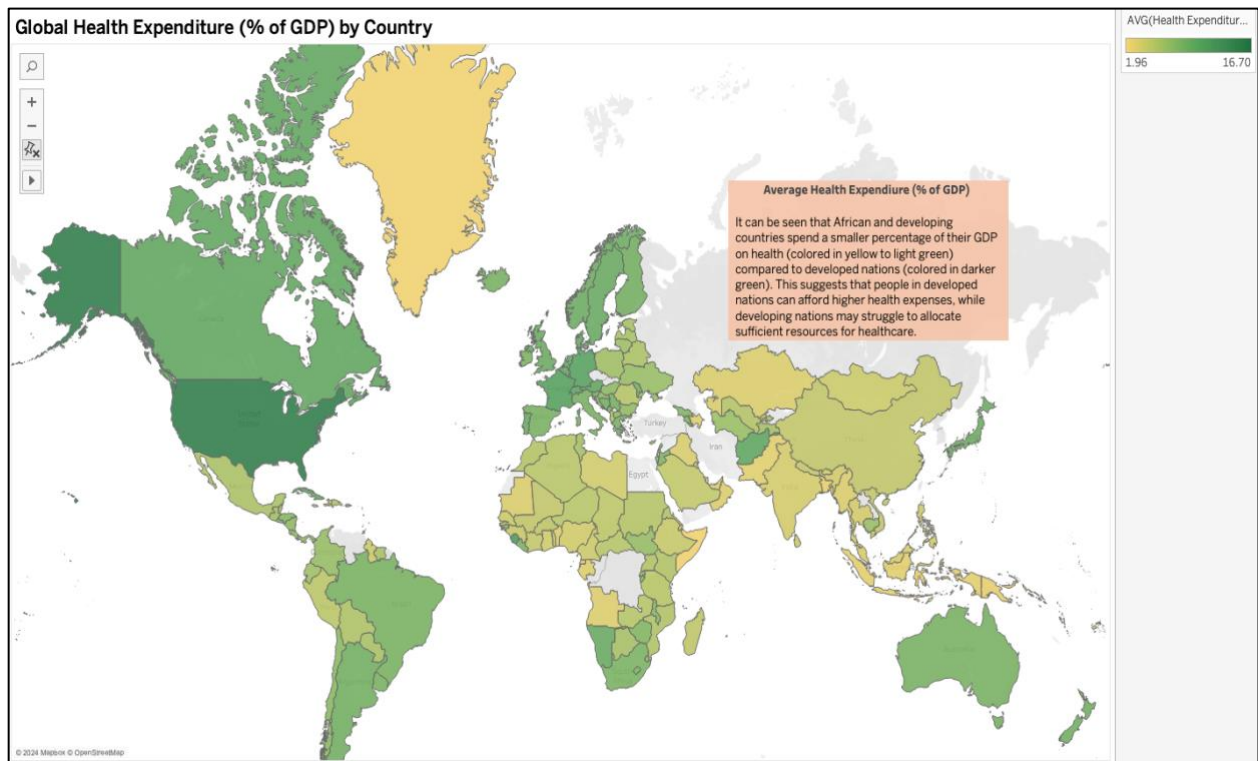 Global Health Expenditure (% of GDP) by Country
AVG(Health Expenditur...
1.96 16.70
Average Health Expendiure (% of GDP)
It can be seen that African and developing
countries spend a smaller percentage of their GDP
on health (colored in yellow to light green)
compared to developed nations (colored in darker
green). This suggests that people in developed
nations can afford higher health expenses, while
developing nations may struggle to allocate
sufficient resources for healthcare.
Turkey
Iran
Egypt
© 2024 Mapbox © OpenStreetMap